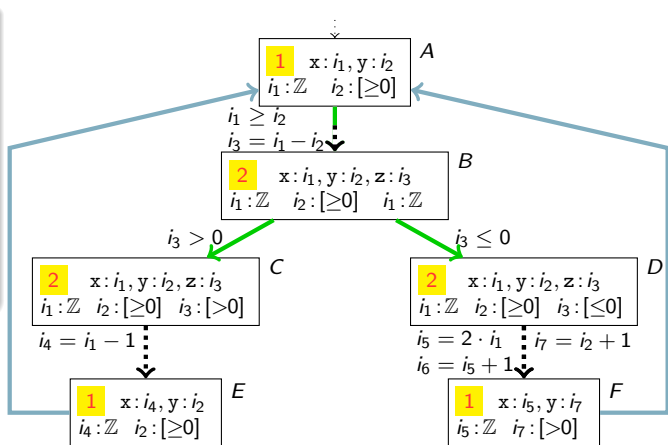 A
1 x : i₁, y : i₂
i₁ : ℤ i₂ : [≥0]
i₁ ≥ i₂
i₃ = i₁ − i₂
B
2 x : i₁, y : i₂, z : i₃
i₁ : ℤ i₂ : [≥0] i₁ : ℤ
i₃ > 0
i₃ ≤ 0
C
2 x : i₁, y : i₂, z : i₃
i₁ : ℤ i₂ : [≥0] i₃ : [>0]
D
2 x : i₁, y : i₂, z : i₃
i₁ : ℤ i₂ : [≥0] i₃ : [≤0]
i₄ = i₁ − 1
i₅ = 2 · i₁ i₇ = i₂ + 1
i₆ = i₅ + 1
E
1 x : i₄, y : i₂
i₄ : ℤ i₂ : [≥0]
F
1 x : i₅, y : i₇
i₅ : ℤ i₇ : [>0]